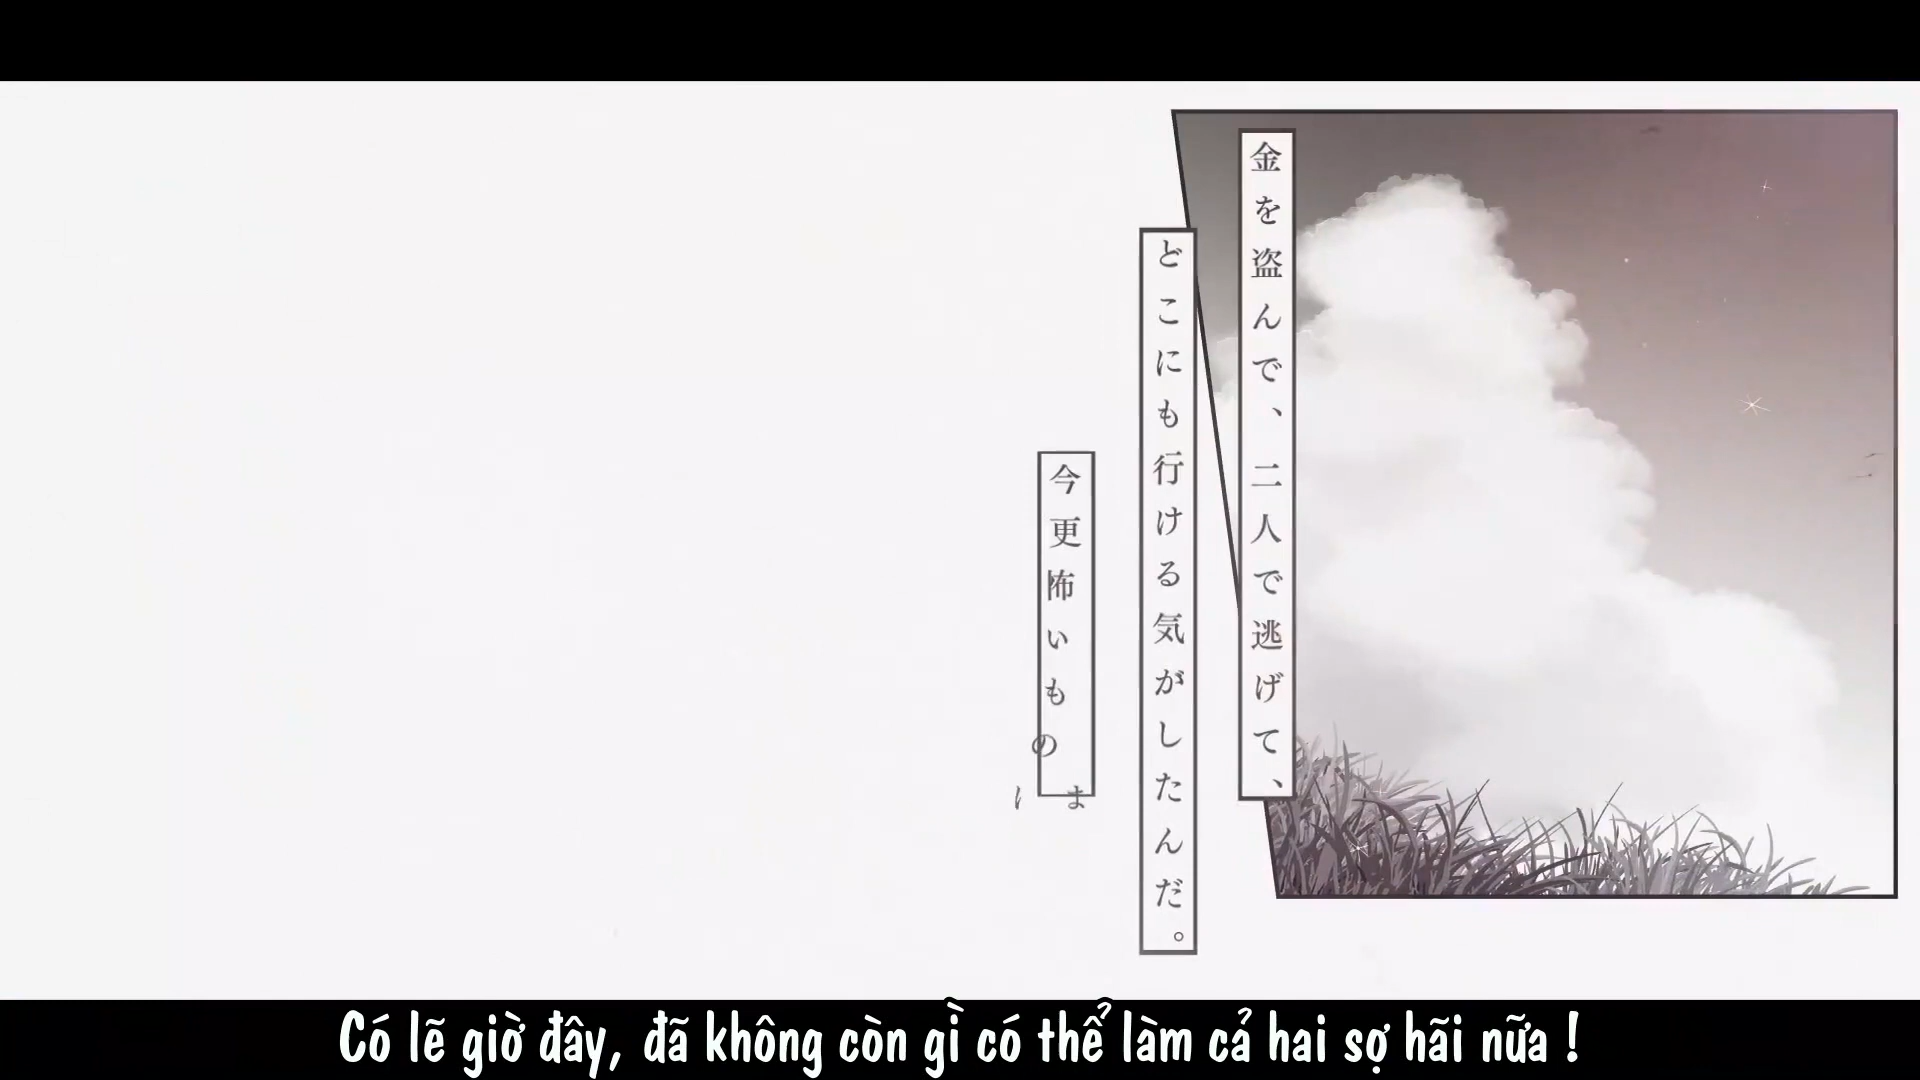 金を盗んで、二人で逃げて、
どこにも行ける気がしたんだ。
今更怖いものは
ま
Có lẽ giờ đây, đã không còn gì có thể làm cả hai sợ hãi nữa !